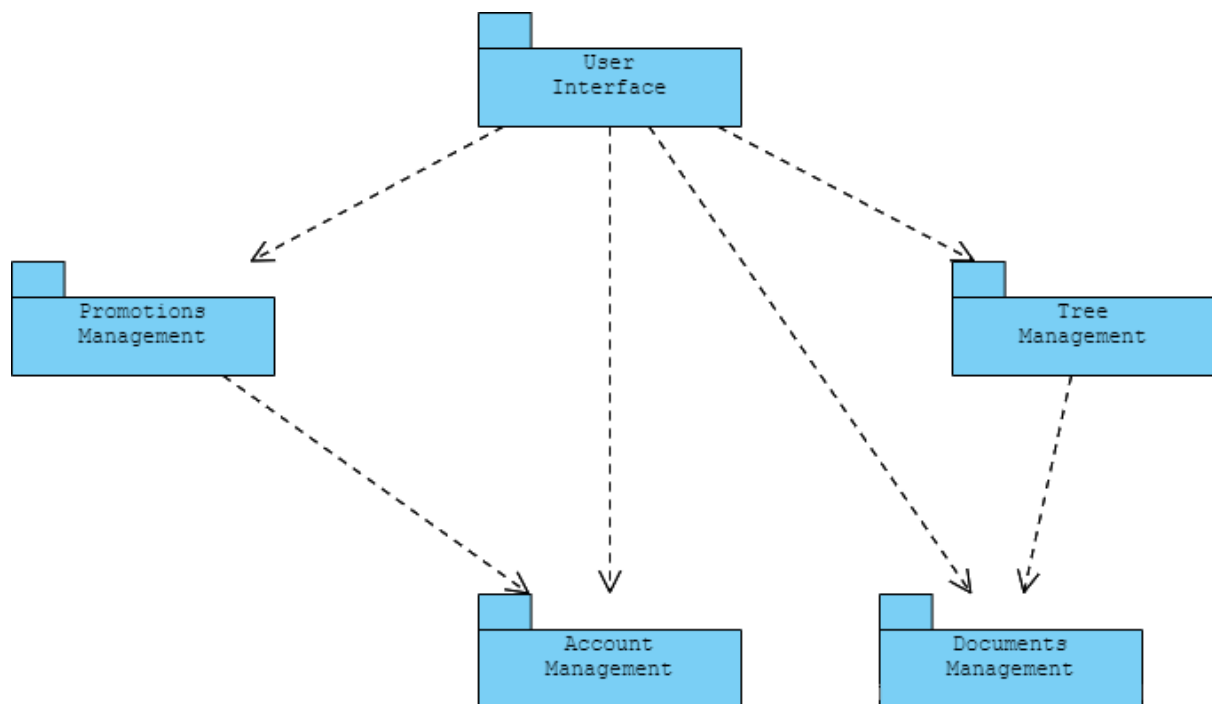 User
Interface
Promotions
Management
Tree
Management
Account
Management
Documents
Management